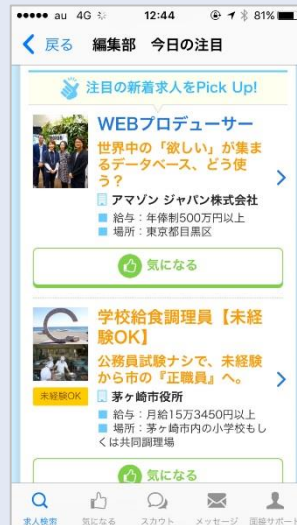 au 4G 12:44 81%
戻る 編集部 今日の注目
注目の新着求人をPick Up!
WEBプロデューサー
世界中の「欲しい」が集ま
るデータベース、どう使
う?
アマゾン ジャパン株式会社
給与:年俸制500万円以上
場所:東京都目黒区
気になる
学校給食調理員【未経
験OK】
公務員試験ナシで、未経験
から市の『正職員』へ。
未経験OK
茅ヶ崎市役所
給与:月給15万3450円以上
場所:茅ヶ崎市内の小学校もし
くは共同調理場
気になる
求人検索 気になる スカウト メッセージ 面接サポート